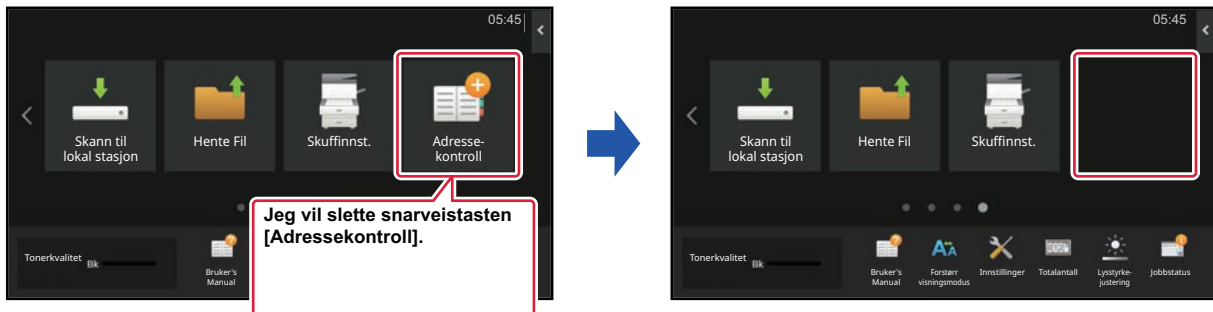 05:45
Skann til
lokal stasjon
Hente Fil
Skuffinnst.
Adresse-
kontroll
Jeg vil slette snarveistasten
[Adressekontroll].
Tonerkvalitet
Bk
Bruker's
Manual
05:45
Skann til
lokal stasjon
Hente Fil
Skuffinnst.
Tonerkvalitet
Bk
Bruker's
Manual
Forstørr
visningsmodus
Innstillinger
Totalantall
Lysstyrke-
justering
Jobbstatus